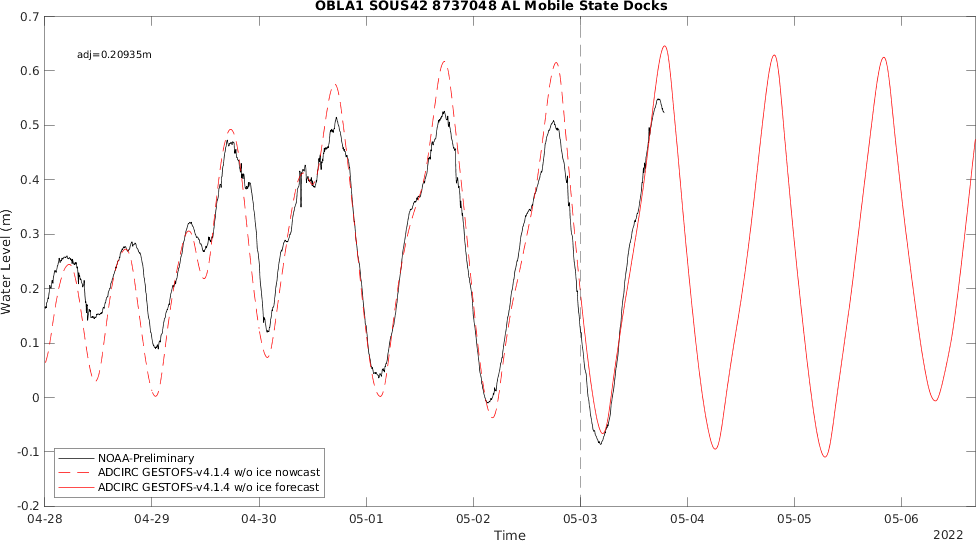 OBLA1 SOUS42 8737048 AL Mobile State Docks
adj=0.20935m
Water Level (m)
0.7
0.6
0.5
0.4
0.3
0.2
0.1
0
-0.1
-0.2
NOAA-Preliminary
ADCIRC GESTOFS-v4.1.4 w/o ice nowcast
ADCIRC GESTOFS-v4.1.4 w/o ice forecast
04-28 04-29 04-30 05-01 05-02 05-03 05-04 05-05 05-06
Time
2022